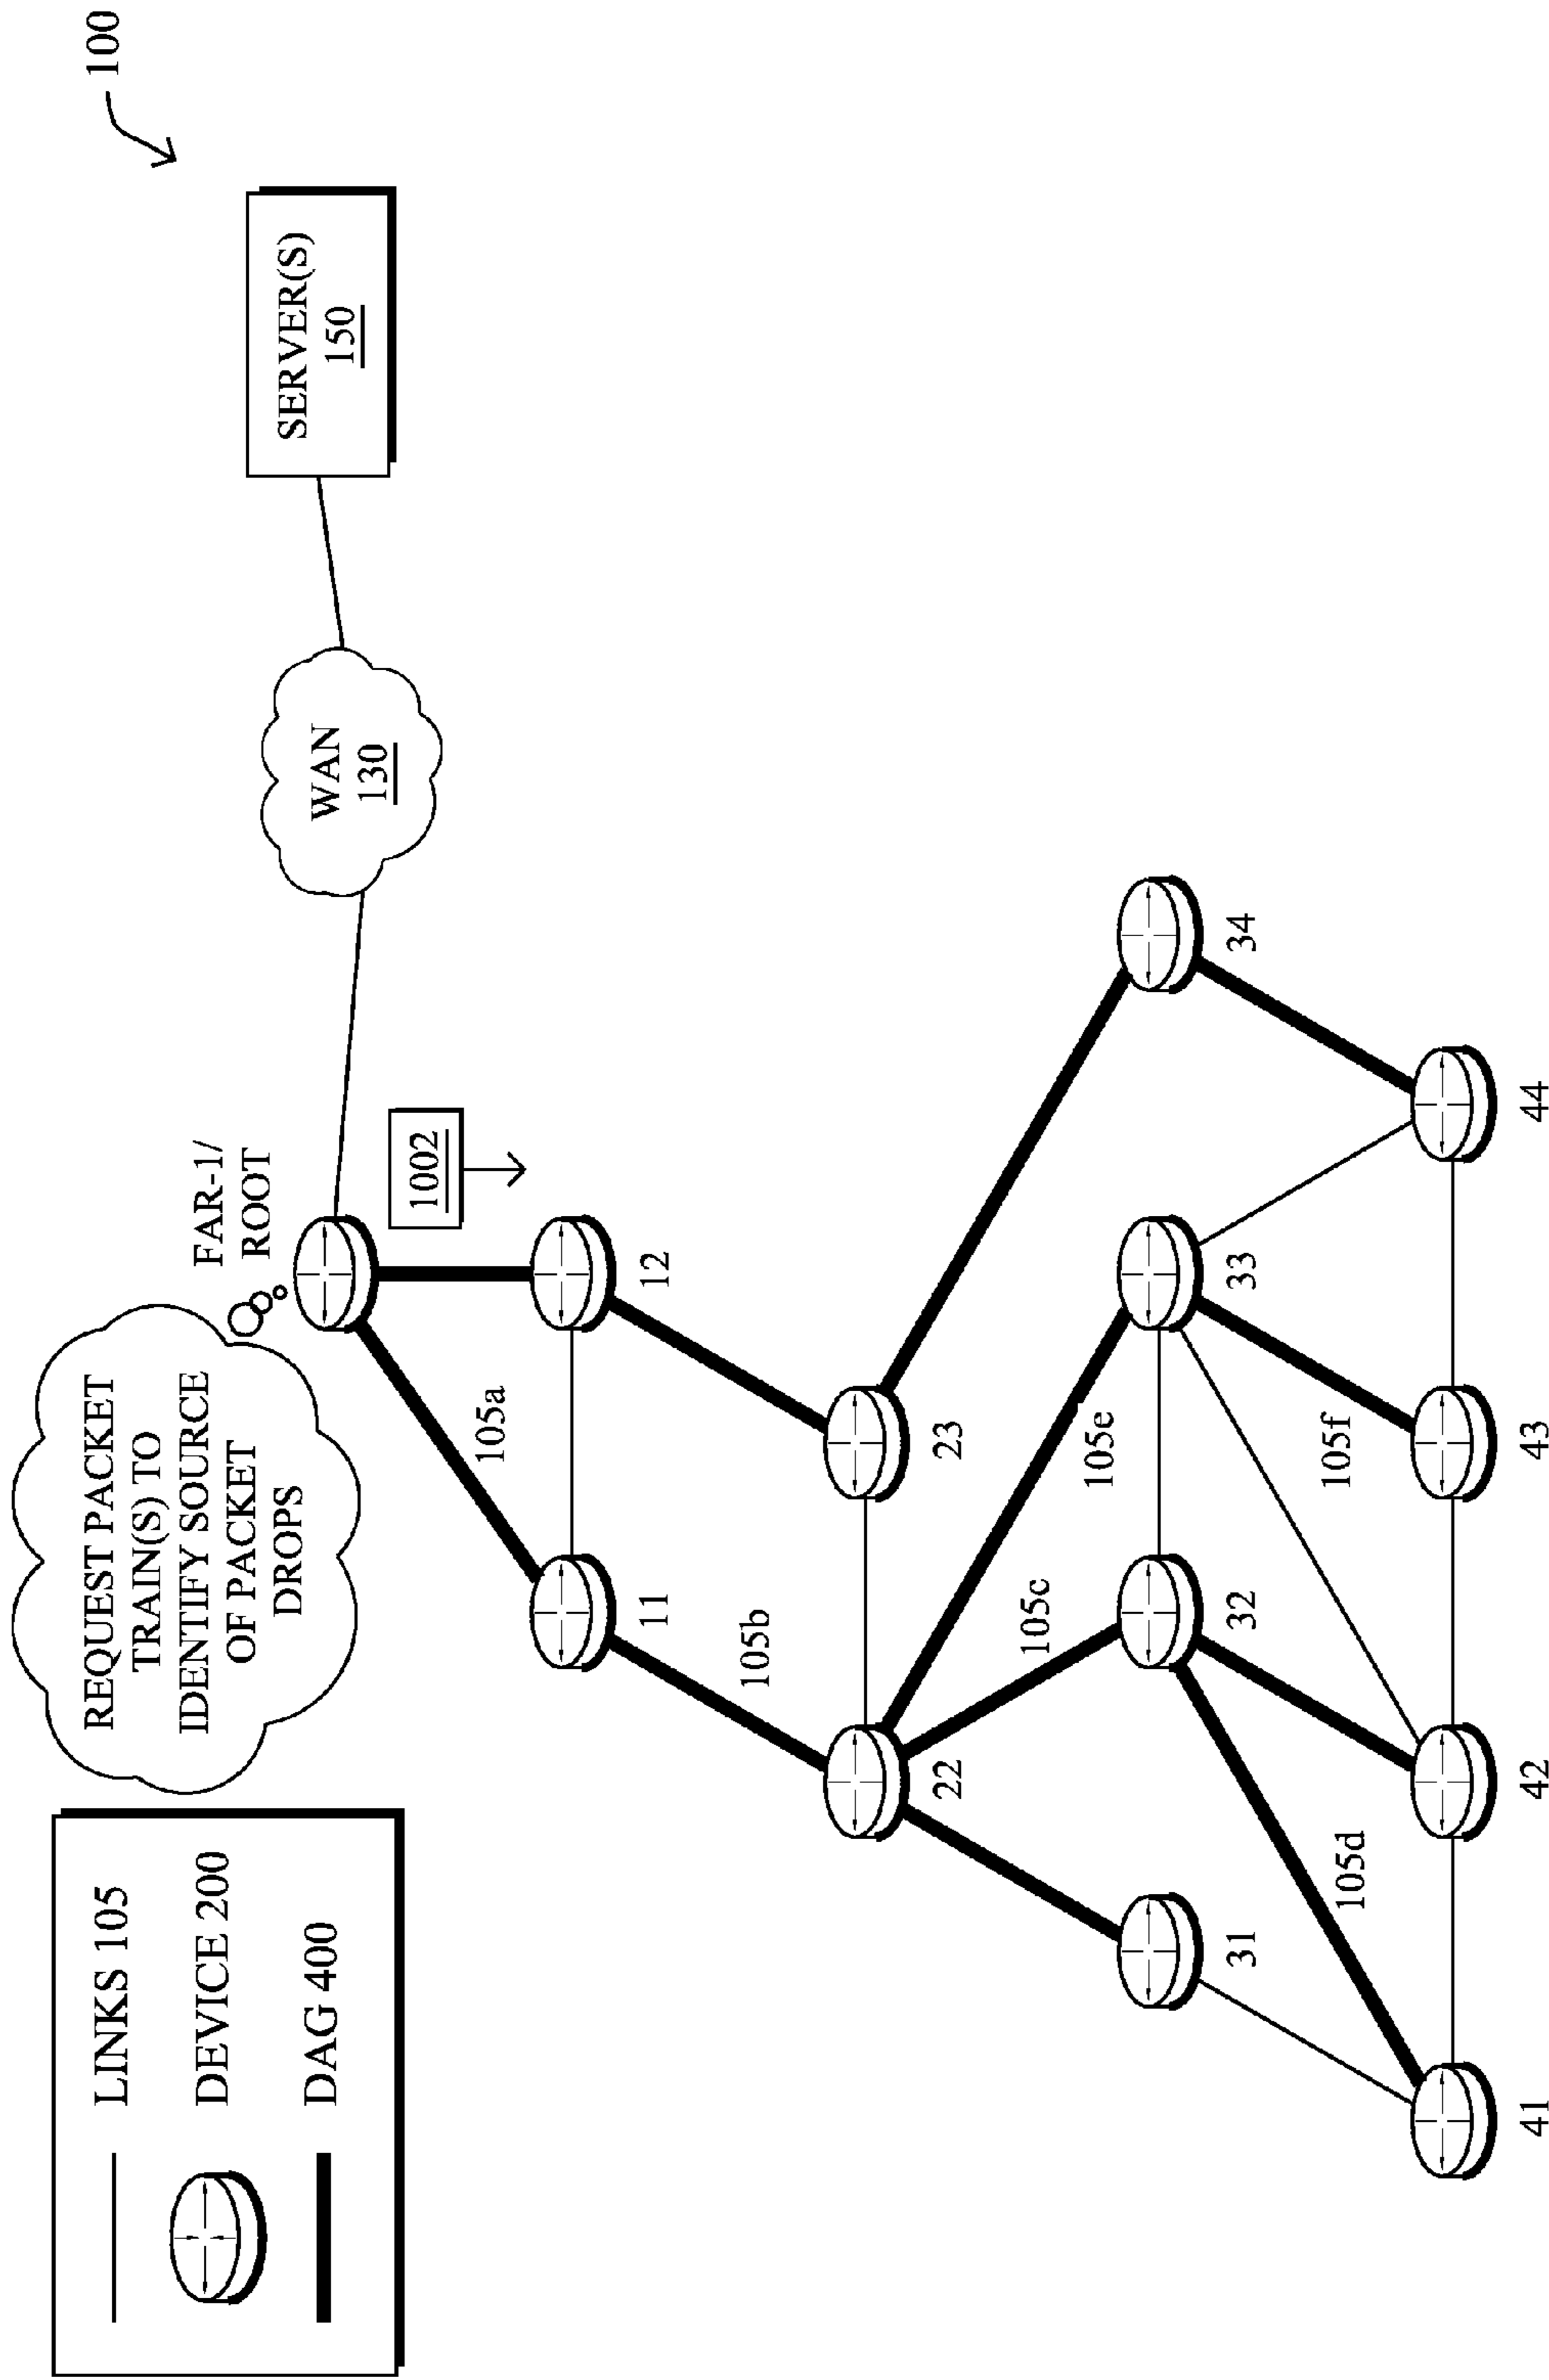 100
LINKS 105
DEVICE 200
DAG 400
REQUEST PACKET
TRAIN(S) TO
IDENTIFY SOURCE
OF PACKET
DROPS
FAR-1/
ROOT
WAN
130
SERVER(S)
150
1002
105a
11
12
105b
22
23
105c
105e
31
32
33
34
105d
105f
41
42
43
44